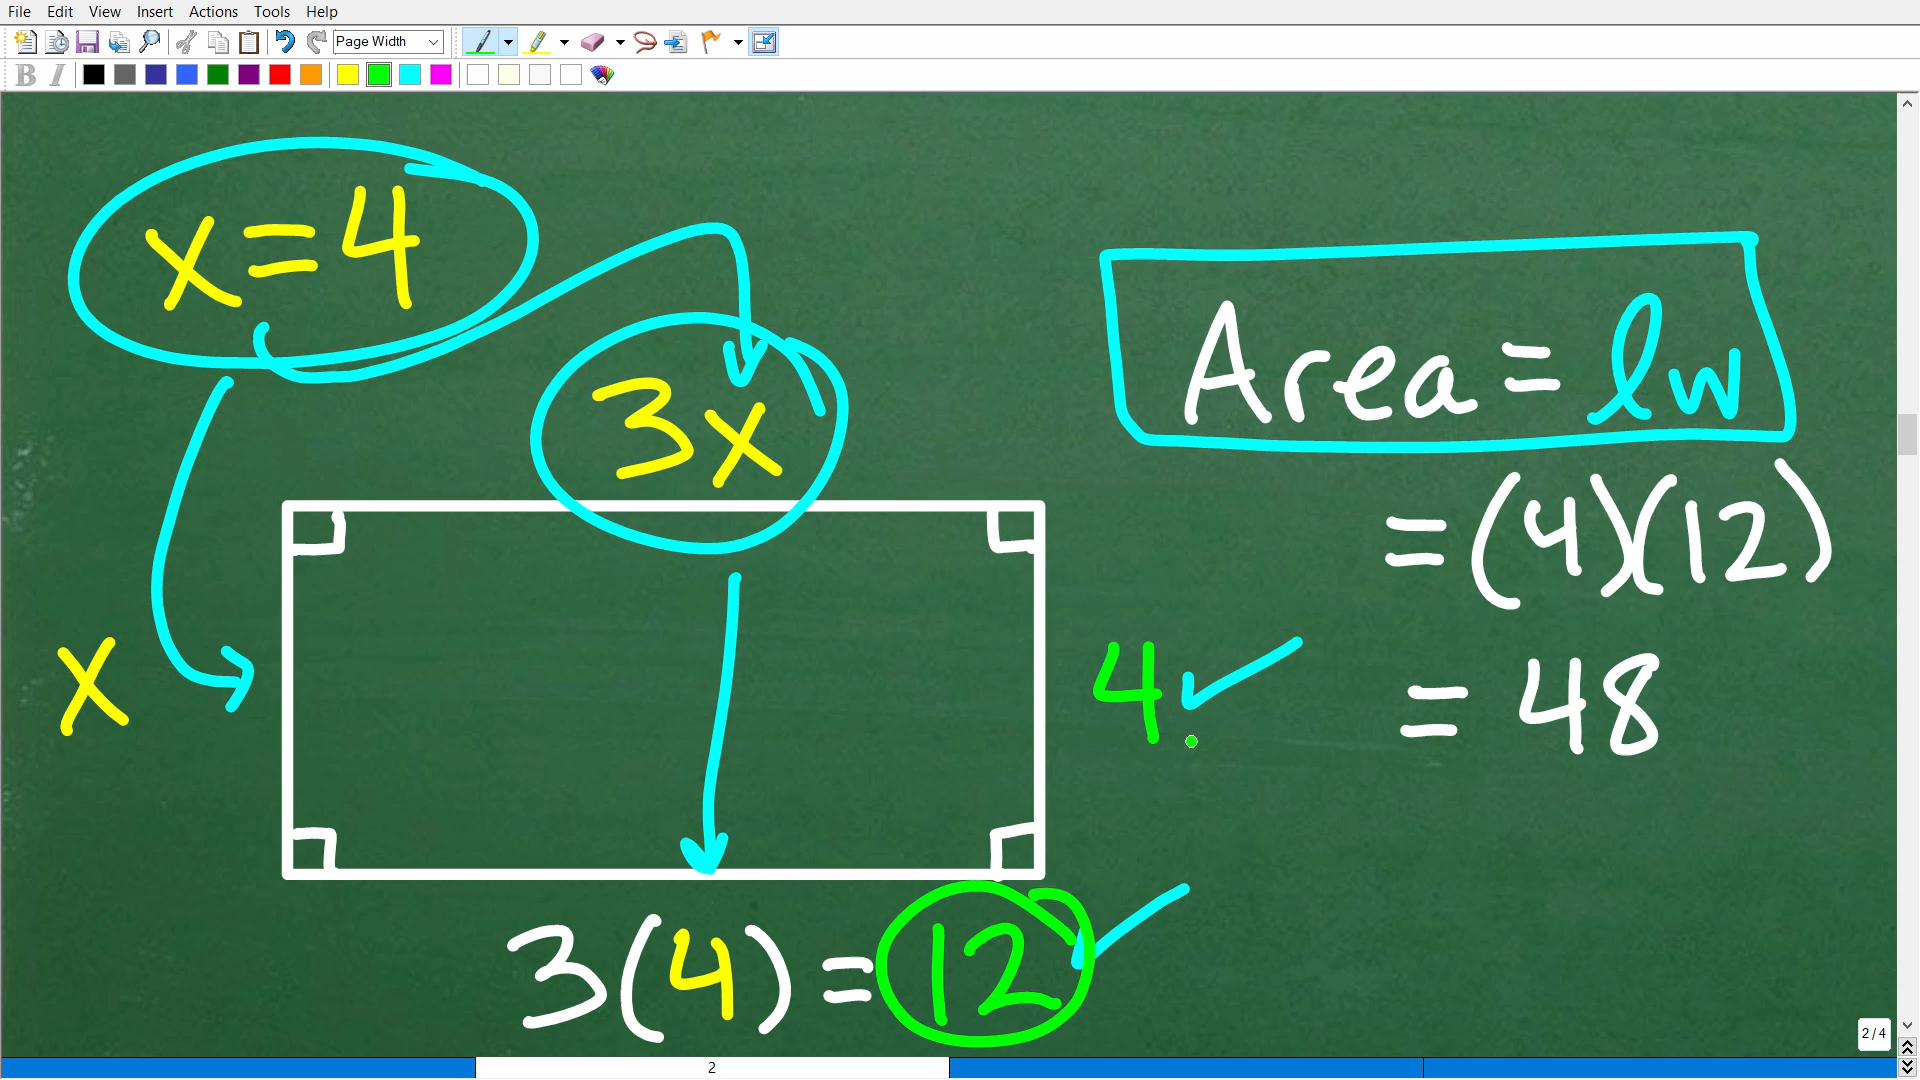 File Edit View Insert Actions Tools Help
Page Width
B I
x=4
3x
Area = lw
= (4)(12)
x
4
= 48
3(4) = 12
2 / 4
2